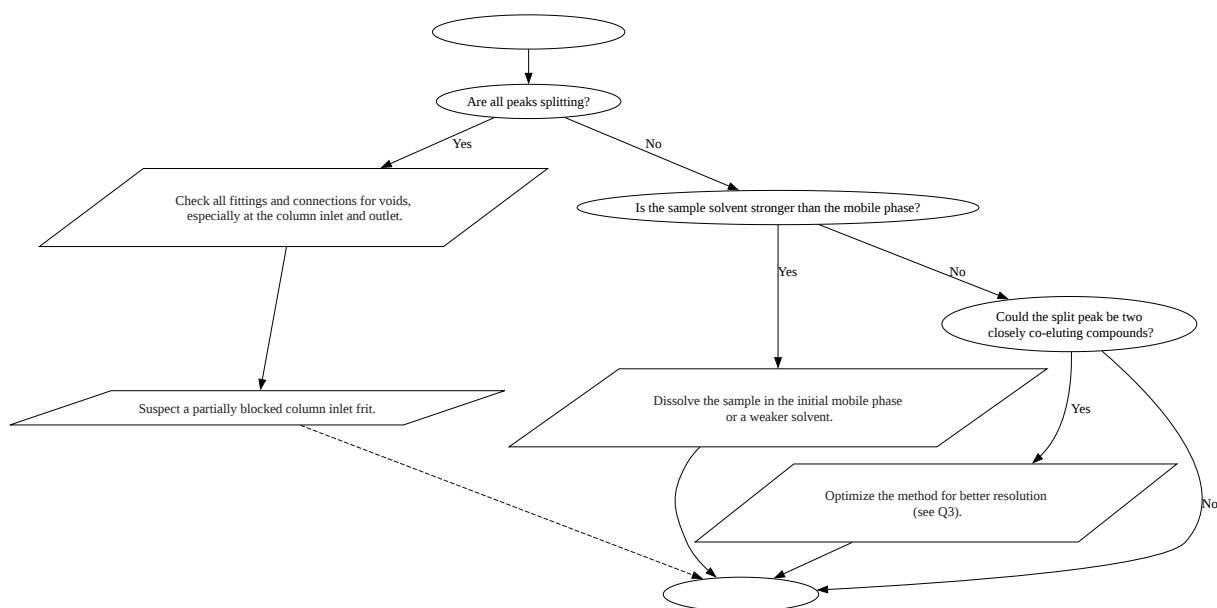 Are all peaks splitting?
Yes
No
Check all fittings and connections for voids,
especially at the column inlet and outlet.
Is the sample solvent stronger than the mobile phase?
Yes
No
Could the split peak be two
closely co-eluting compounds?
Suspect a partially blocked column inlet frit.
Dissolve the sample in the initial mobile phase
or a weaker solvent.
Yes
Optimize the method for better resolution
(see Q3).
No